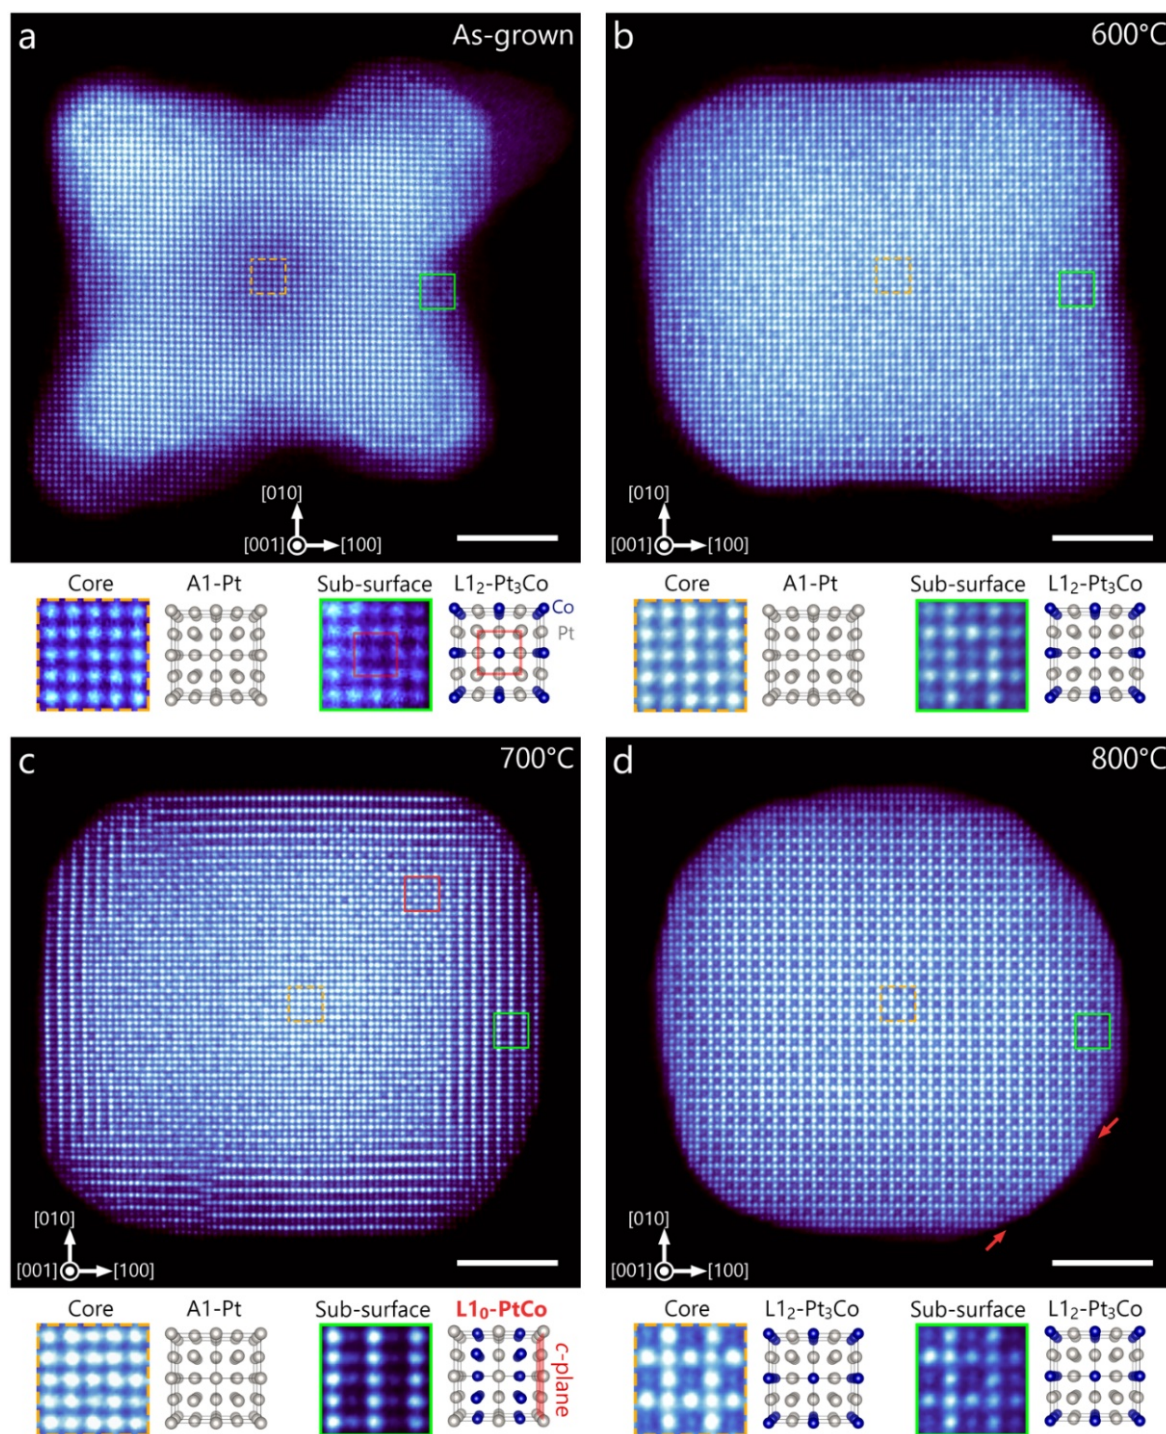 a As-grown
[010]
[001] [100]
Core A1-Pt Sub-surface L1₂-Pt₃Co
Co
Pt
b 600°C
[010]
[001] [100]
Core A1-Pt Sub-surface L1₂-Pt₃Co
c 700°C
[010]
[001] [100]
Core A1-Pt Sub-surface L1₀-PtCo
c-plane
d 800°C
[010]
[001] [100]
Core L1₂-Pt₃Co Sub-surface L1₂-Pt₃Co